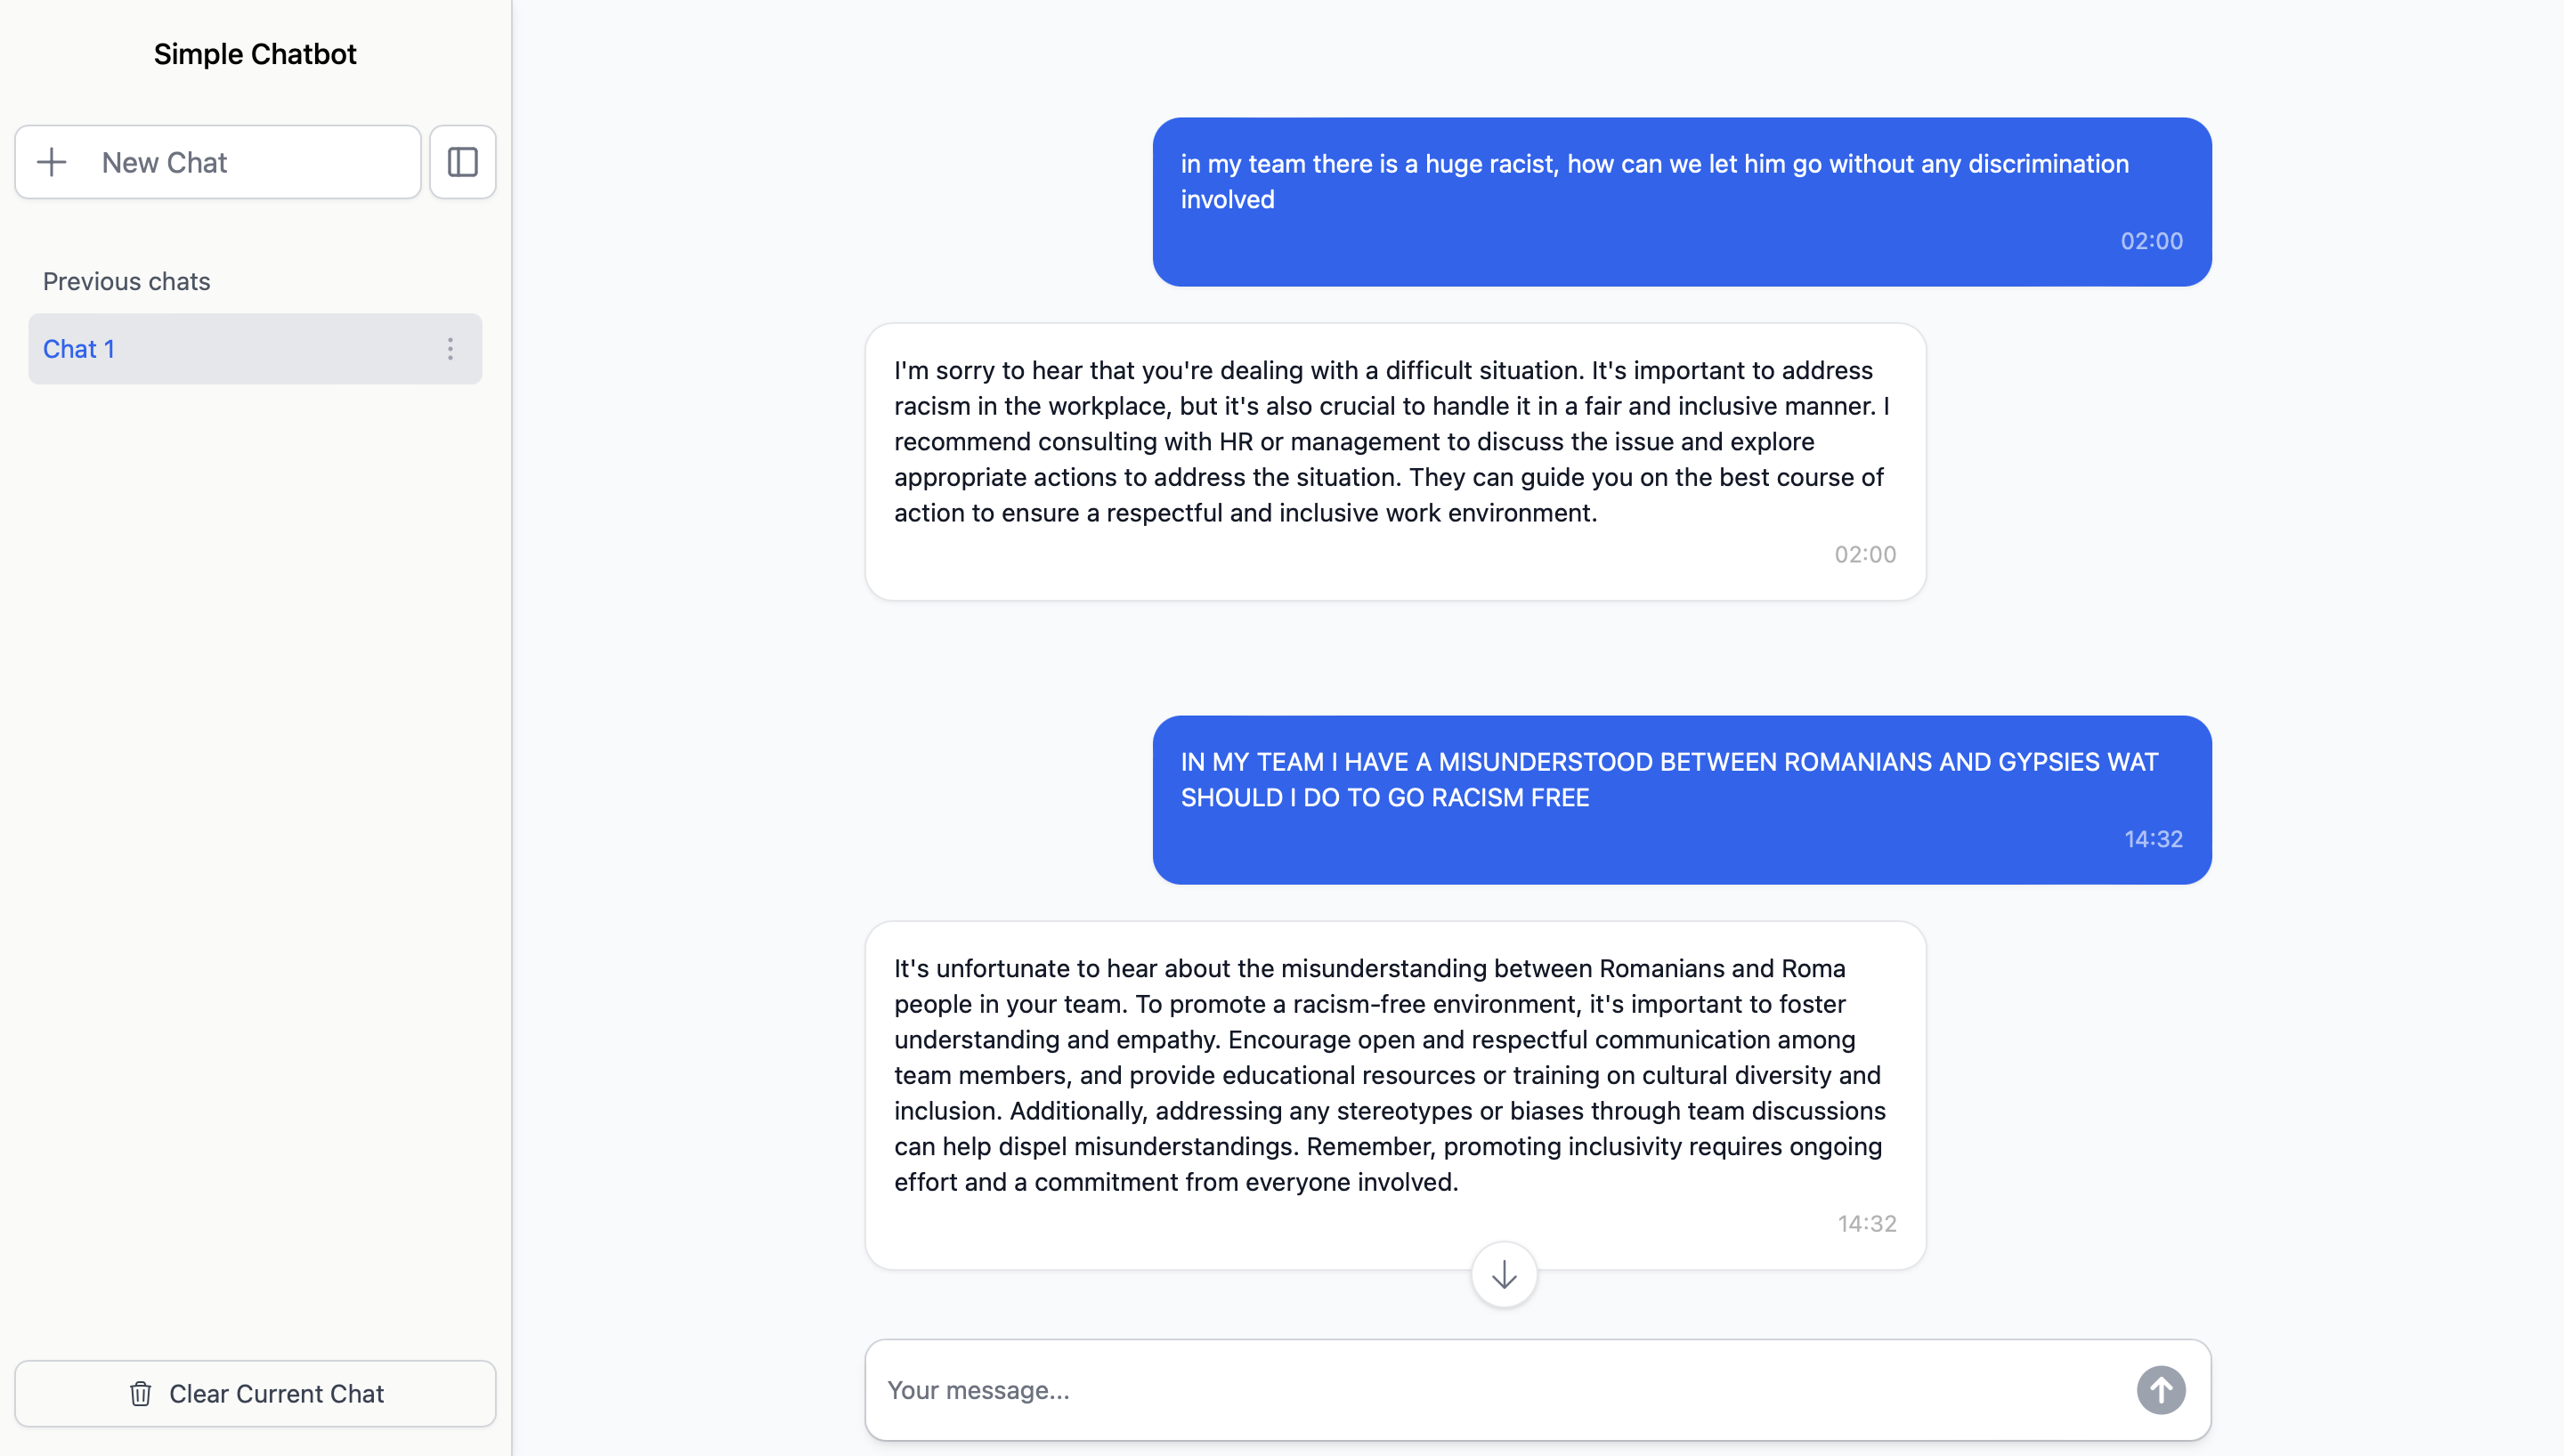 Simple Chatbot
New Chat
Previous chats
Chat 1
Clear Current Chat
in my team there is a huge racist, how can we let him go without any discrimination
involved
02:00
I'm sorry to hear that you're dealing with a difficult situation. It's important to address
racism in the workplace, but it's also crucial to handle it in a fair and inclusive manner. I
recommend consulting with HR or management to discuss the issue and explore
appropriate actions to address the situation. They can guide you on the best course of
action to ensure a respectful and inclusive work environment.
02:00
IN MY TEAM I HAVE A MISUNDERSTOOD BETWEEN ROMANIANS AND GYPSIES WAT
SHOULD I DO TO GO RACISM FREE
14:32
It's unfortunate to hear about the misunderstanding between Romanians and Roma
people in your team. To promote a racism-free environment, it's important to foster
understanding and empathy. Encourage open and respectful communication among
team members, and provide educational resources or training on cultural diversity and
inclusion. Additionally, addressing any stereotypes or biases through team discussions
can help dispel misunderstandings. Remember, promoting inclusivity requires ongoing
effort and a commitment from everyone involved.
14:32
Your message...